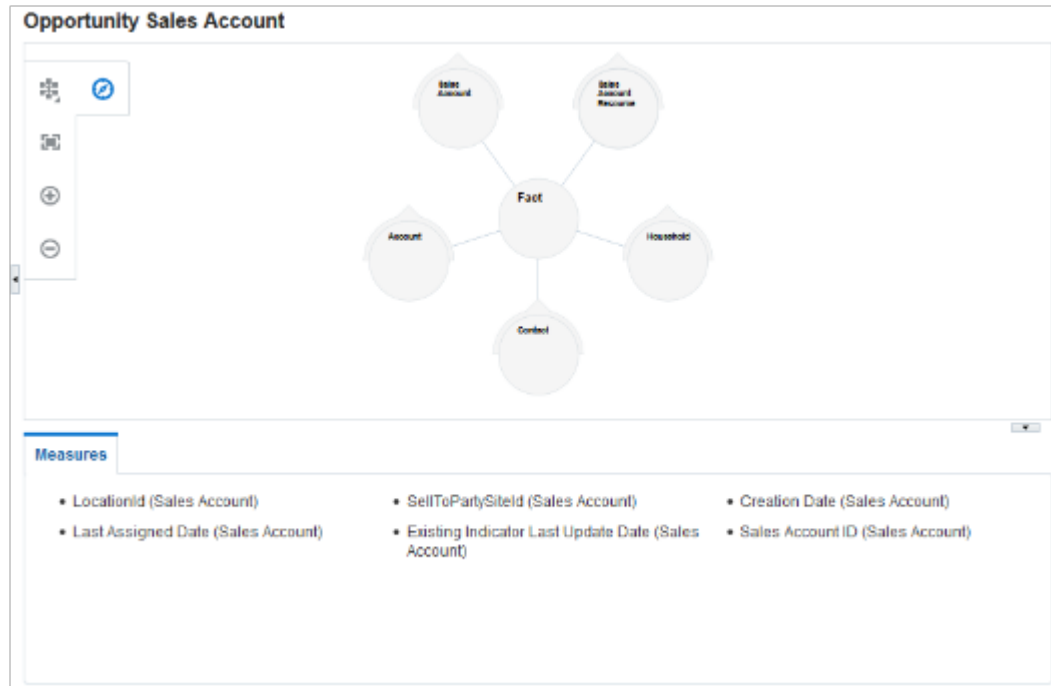 Opportunity Sales Account
Sales
Account
Sales
Account
Resource
Fact
Account
Household
Contact
Measures
• LocationId (Sales Account)
• SellToPartySiteId (Sales Account)
• Creation Date (Sales Account)
• Last Assigned Date (Sales Account)
• Existing Indicator Last Update Date (Sales
Account)
• Sales Account ID (Sales Account)